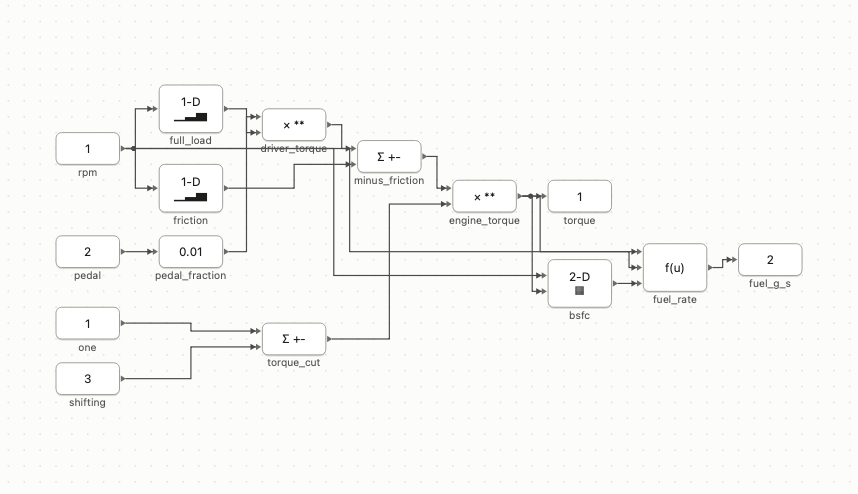 1-D
full_load
× **
driver_torque
1
rpm
Σ +-
minus_friction
1-D
friction
× **
engine_torque
1
torque
2
pedal
0.01
pedal_fraction
2-D
bsfc
f(u)
fuel_rate
2
fuel_g_s
1
one
Σ +-
torque_cut
3
shifting